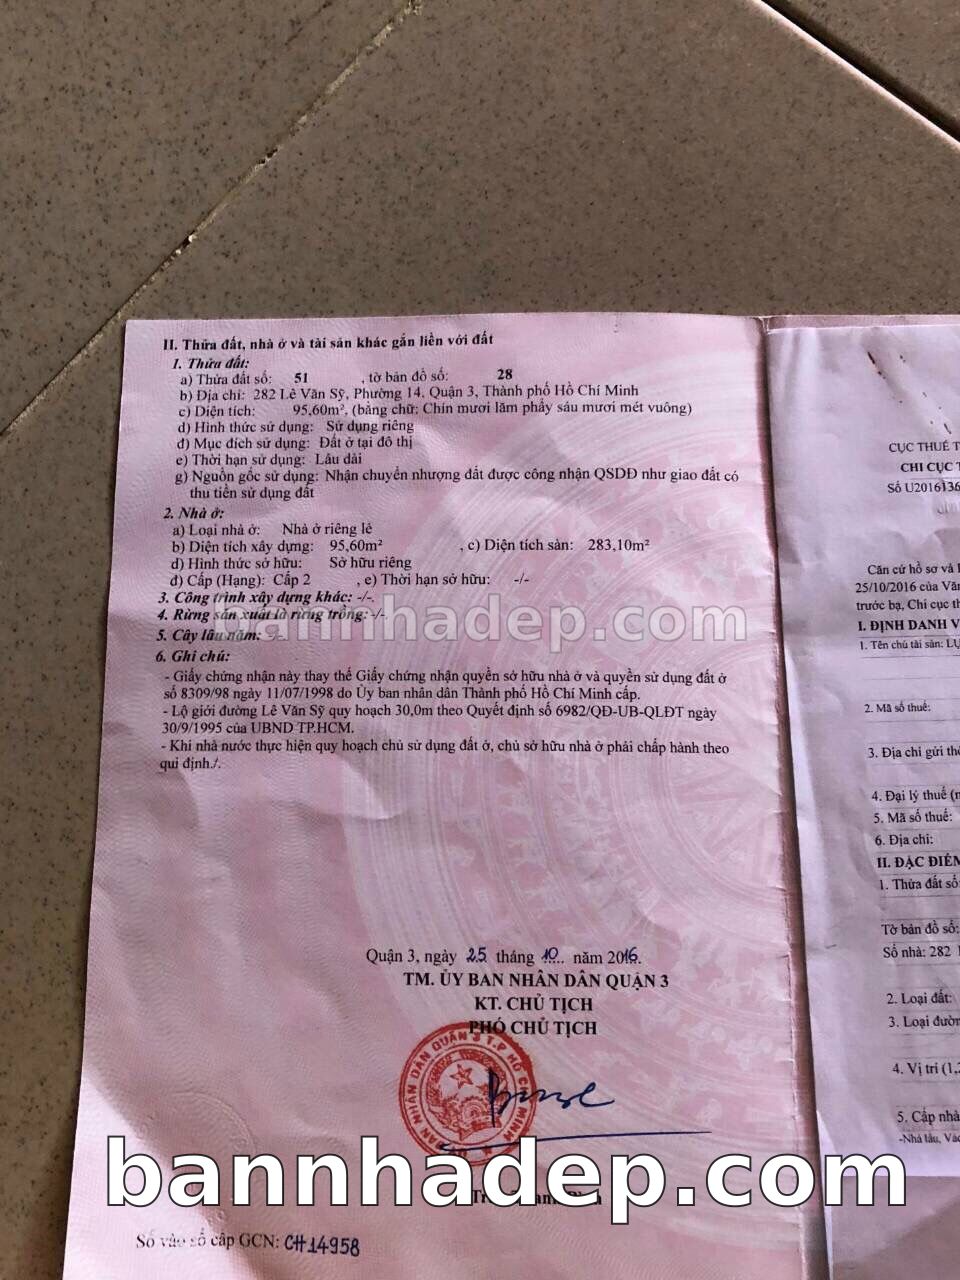 II. Thửa đất, nhà ở và tài sản khác gắn liền với đất
1. Thửa đất:
a) Thửa đất số: 51 , tờ bản đồ số: 28
b) Địa chỉ: 282 Lê Văn Sỹ, Phường 14, Quận 3, Thành phố Hồ Chí Minh
c) Diện tích: 95,60m², (bằng chữ: Chín mươi lăm phẩy sáu mươi mét vuông)
d) Hình thức sử dụng: Sử dụng riêng
đ) Mục đích sử dụng: Đất ở tại đô thị
e) Thời hạn sử dụng: Lâu dài
g) Nguồn gốc sử dụng: Nhận chuyển nhượng đất được công nhận QSDĐ như giao đất có
thu tiền sử dụng đất
2. Nhà ở:
a) Loại nhà ở: Nhà ở riêng lẻ
b) Diện tích xây dựng: 95,60m² , c) Diện tích sàn: 283,10m²
d) Hình thức sở hữu: Sở hữu riêng
đ) Cấp (Hạng): Cấp 2 , e) Thời hạn sở hữu: -/-
3. Công trình xây dựng khác: -/-.
4. Rừng sản xuất là rừng trồng: -/-.
5. Cây lâu năm:
6. Ghi chú:
- Giấy chứng nhận này thay thế Giấy chứng nhận quyền sở hữu nhà ở và quyền sử dụng đất ở
số 8309/98 ngày 11/07/1998 do Ủy ban nhân dân Thành phố Hồ Chí Minh cấp.
- Lộ giới đường Lê Văn Sỹ quy hoạch 30,0m theo Quyết định số 6982/QĐ-UB-QLĐT ngày
30/9/1995 của UBND TP.HCM.
- Khi nhà nước thực hiện quy hoạch chủ sử dụng đất ở, chủ sở hữu nhà ở phải chấp hành theo
qui định./.
Quận 3, ngày 25 tháng 10.. năm 2016.
TM. ỦY BAN NHÂN DÂN QUẬN 3
KT. CHỦ TỊCH
PHÓ CHỦ TỊCH
BAN NHÂN DÂN QUẬN 3 T.P HỒ CHÍ MINH
Số vào sổ cấp GCN: CH14958
CỤC THUẾ T
CHI CỤC T
Số U2016136
Căn cứ hồ sơ và
25/10/2016 của Văn
trước bạ, Chi cục th
I. ĐỊNH DANH V
1. Tên chủ tài sản: LỤ
2. Mã số thuế:
3. Địa chỉ gửi th
4. Đại lý thuế (n
5. Mã số thuế:
6. Địa chỉ:
II. ĐẶC ĐIỂM
1. Thửa đất số:
Tờ bản đồ số:
Số nhà: 282
2. Loại đất:
3. Loại đườn
4. Vị trí (1,2
5. Cấp nhà
-Nhà lầu,
bannhadep.com
bannhadep.com
bannhadep.com